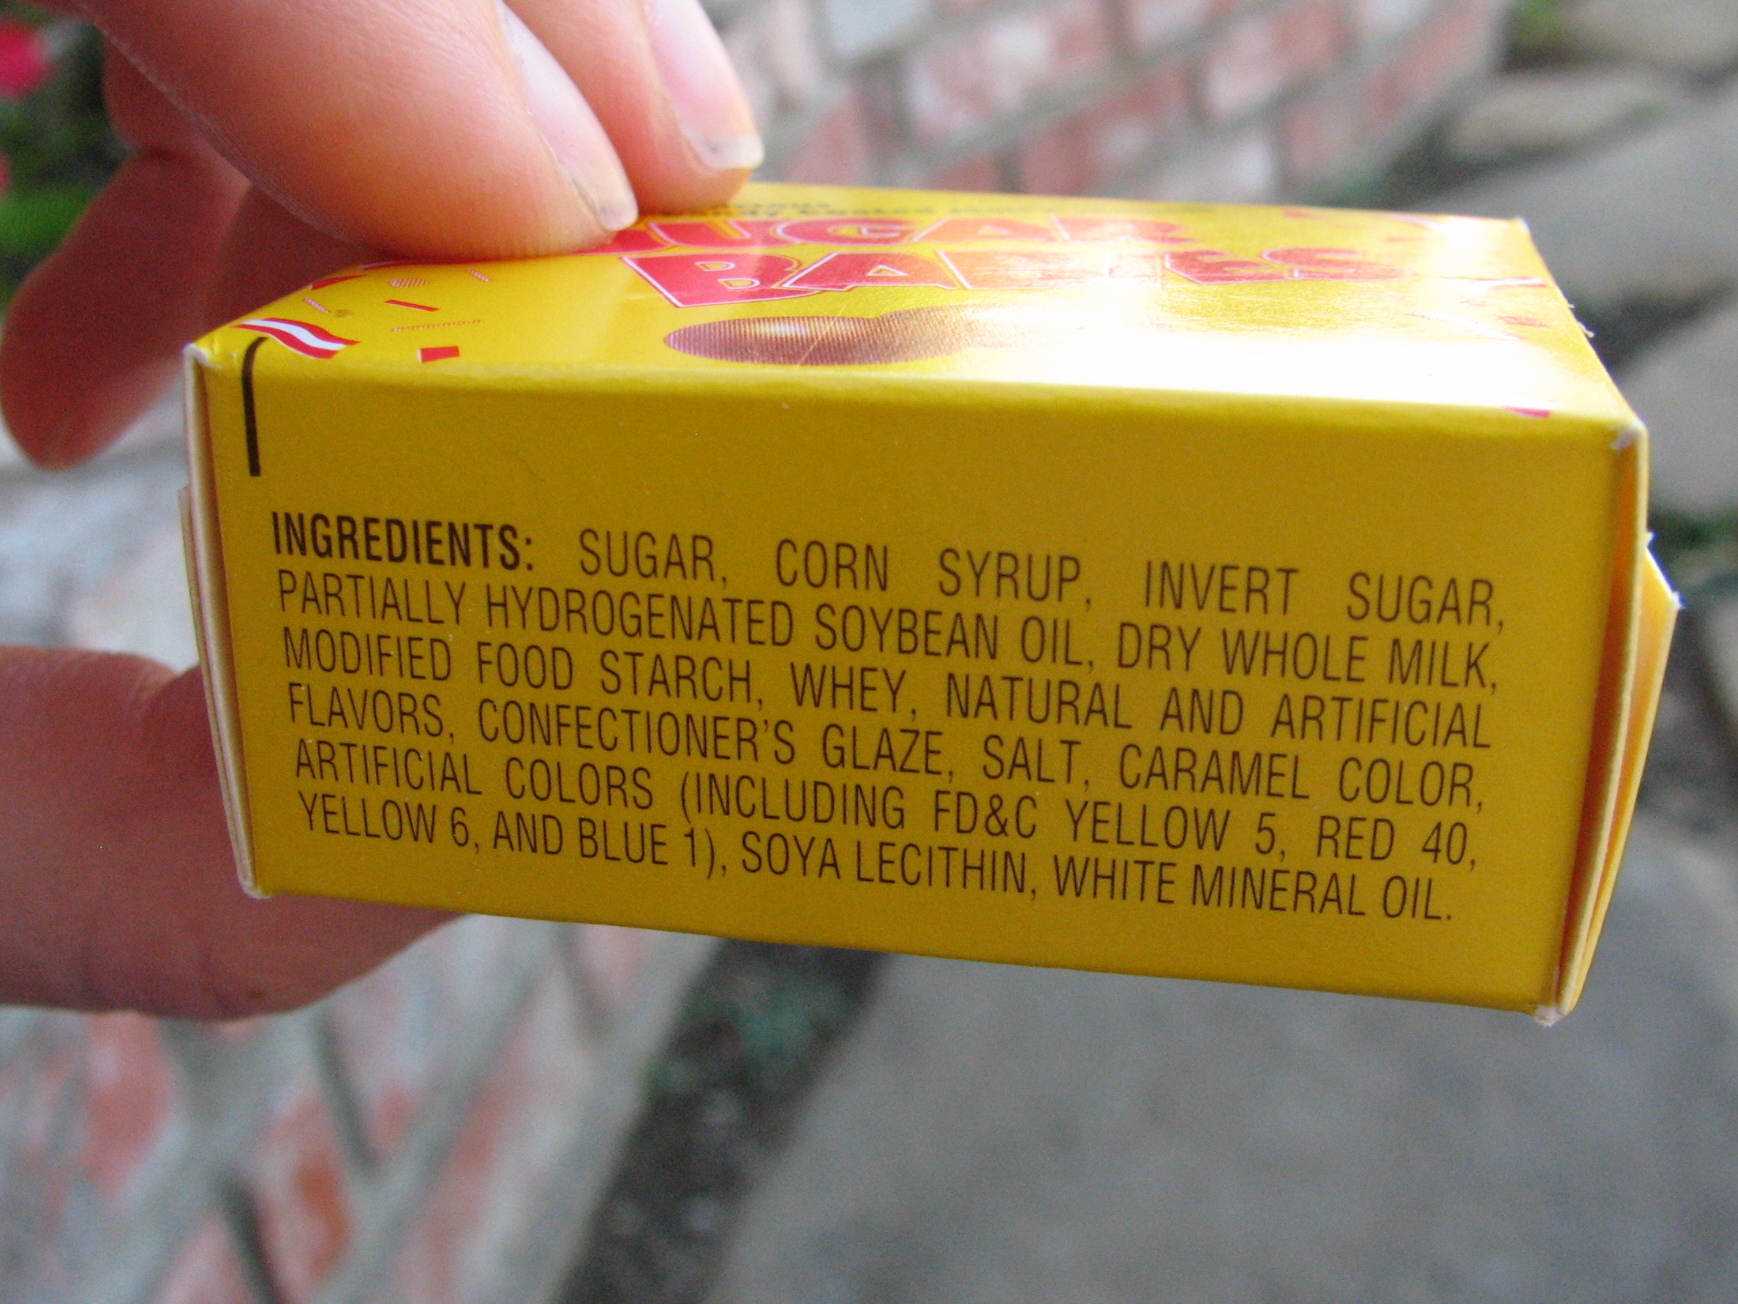 SUGAR
BABIES
INGREDIENTS: SUGAR, CORN SYRUP, INVERT SUGAR,
PARTIALLY HYDROGENATED SOYBEAN OIL, DRY WHOLE MILK,
MODIFIED FOOD STARCH, WHEY, NATURAL AND ARTIFICIAL
FLAVORS, CONFECTIONER'S GLAZE, SALT, CARAMEL COLOR,
ARTIFICIAL COLORS (INCLUDING FD&C YELLOW 5, RED 40,
YELLOW 6, AND BLUE 1), SOYA LECITHIN, WHITE MINERAL OIL.